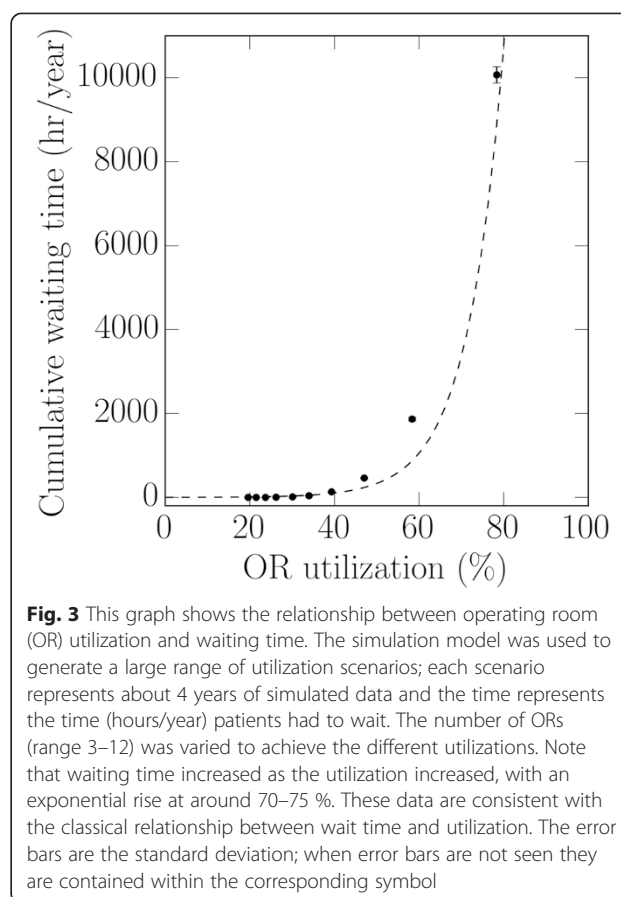 Cumulative waiting time (hr/year)
10000
8000
6000
4000
2000
0
0 20 40 60 80 100
OR utilization (%)
Fig. 3 This graph shows the relationship between operating room
(OR) utilization and waiting time. The simulation model was used to
generate a large range of utilization scenarios; each scenario
represents about 4 years of simulated data and the time represents
the time (hours/year) patients had to wait. The number of ORs
(range 3–12) was varied to achieve the different utilizations. Note
that waiting time increased as the utilization increased, with an
exponential rise at around 70–75 %. These data are consistent with
the classical relationship between wait time and utilization. The error
bars are the standard deviation; when error bars are not seen they
are contained within the corresponding symbol